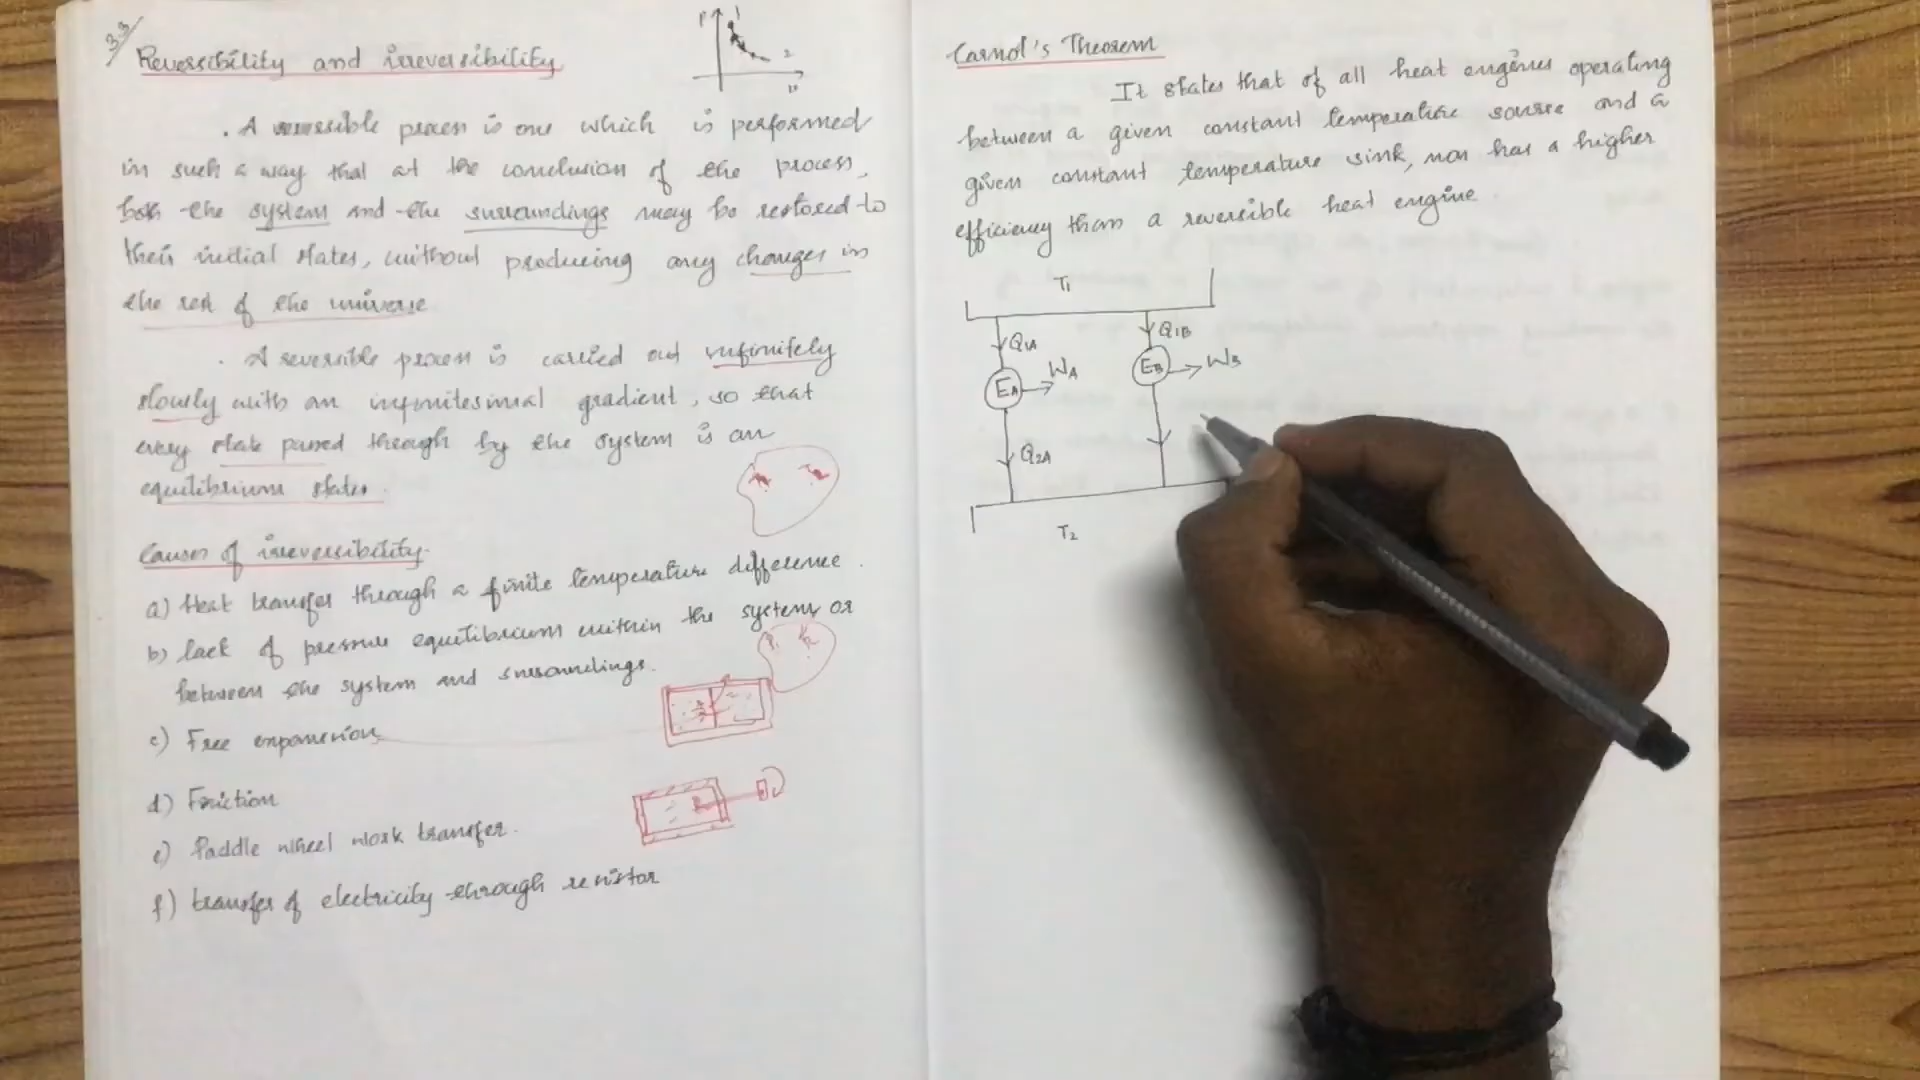 3.3
Reversibility and irreversibility
P 1
2
v
. A reversible process is one which is performed
in such a way that at the conclusion of the process,
both the system and the surroundings may be restored to
their initial states, without producing any changes in
the rest of the universe
. A reversible process is carried out infinitely
slowly with an infinitesimal gradient, so that
every state passed through by the system is an
equilibrium states.
Causes of irreversibility.
a) Heat transfer through a finite temperature difference.
b) lack of pressure equilibrium within the system or
between the system and surroundings.
c) Free expansion
d) Friction
e) Paddle wheel work transfer.
f) transfer of electricity through resistor
Carnot's Theorem
It states that of all heat engines operating
between a given constant temperature source and a
given constant temperature sink, non has a higher
efficiency than a reversible heat engine
T1
Q1A Q1B
EA WA EB WB
Q2A
T2